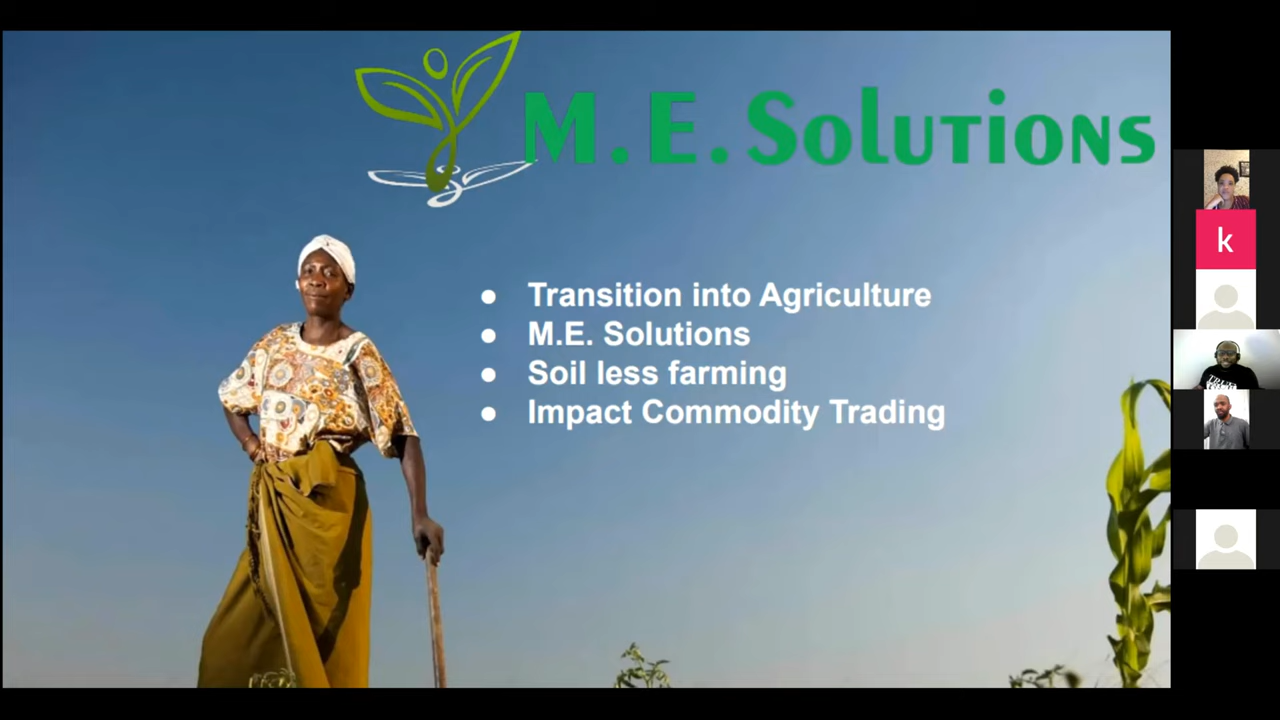 M.E. Solutions
● Transition into Agriculture
● M.E. Solutions
● Soil less farming
● Impact Commodity Trading
k